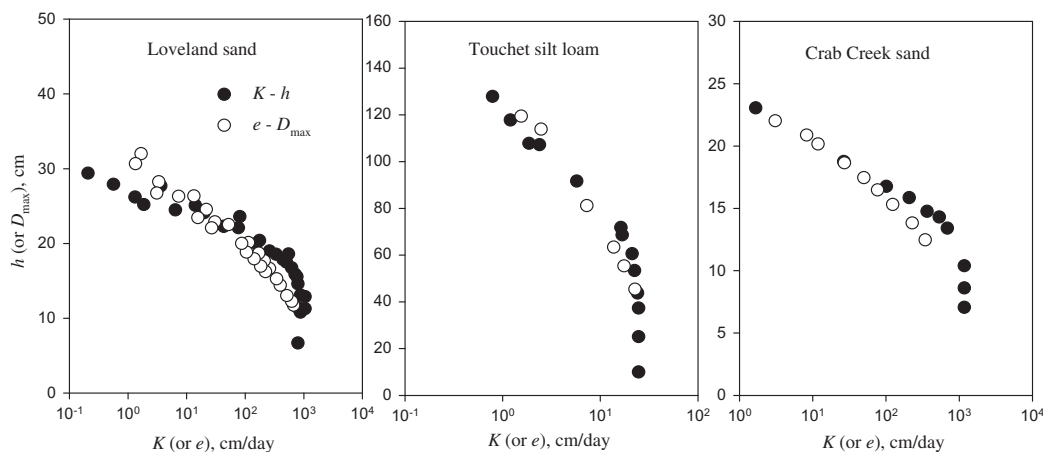 Loveland sand
K - h
e - Dmax
h (or Dmax), cm
50
40
30
20
10
0
10-1 100 101 102 103 104
K (or e), cm/day
Touchet silt loam
160
140
120
100
80
60
40
20
0
100 101 102
K (or e), cm/day
Crab Creek sand
30
25
20
15
10
5
0
100 101 102 103 104
K (or e), cm/day